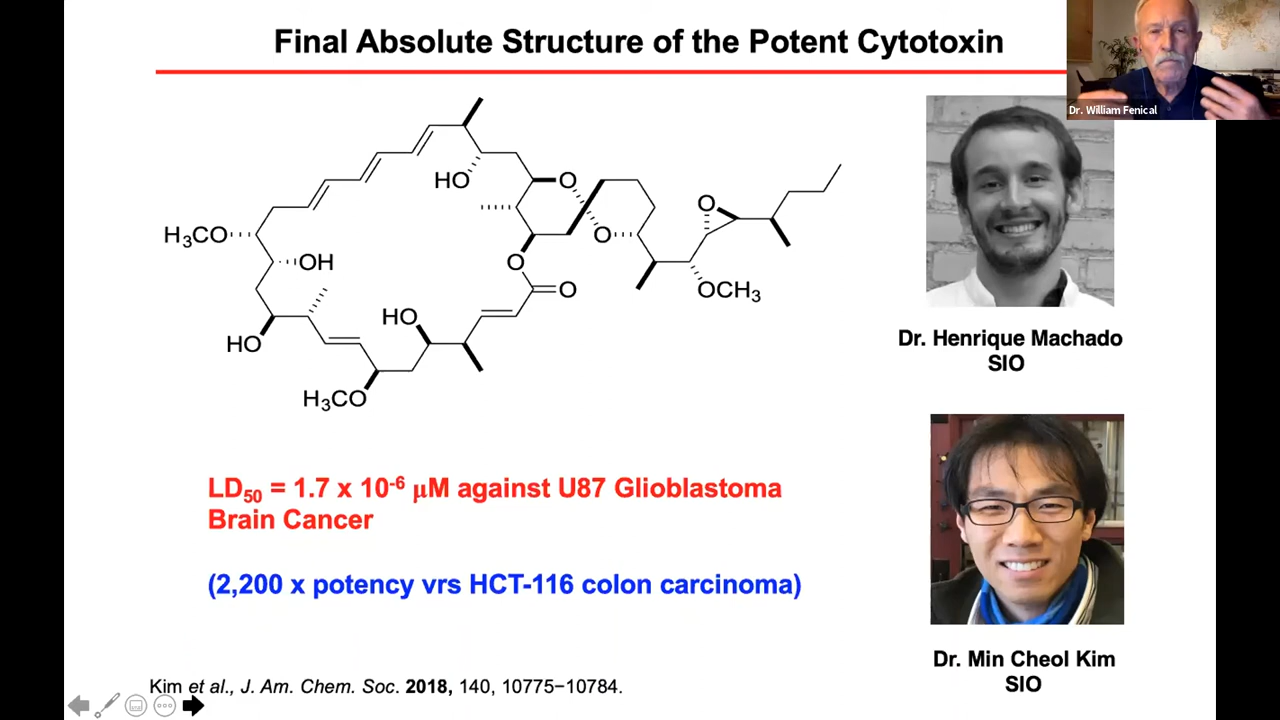 Final Absolute Structure of the Potent Cytotoxin
Dr. William Fenical
HO
O
O
O
H₃CO
OH
O
O
OCH₃
HO
HO
H₃CO
Dr. Henrique Machado
SIO
LD₅₀ = 1.7 x 10⁻⁶ μM against U87 Glioblastoma
Brain Cancer
(2,200 x potency vrs HCT-116 colon carcinoma)
Dr. Min Cheol Kim
SIO
Kim et al., J. Am. Chem. Soc. 2018, 140, 10775−10784.